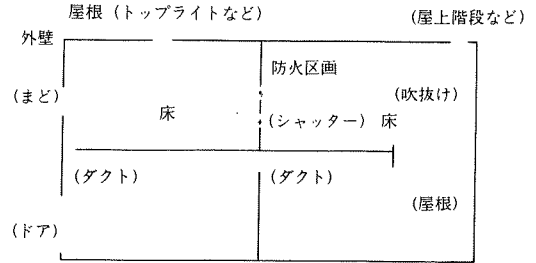 屋根（トップライトなど）
（屋上階段など）
外壁
防火区画
（まど）
（吹抜け）
床
（シャッター）床
（ダクト）
（ダクト）
（屋根）
（ドア）